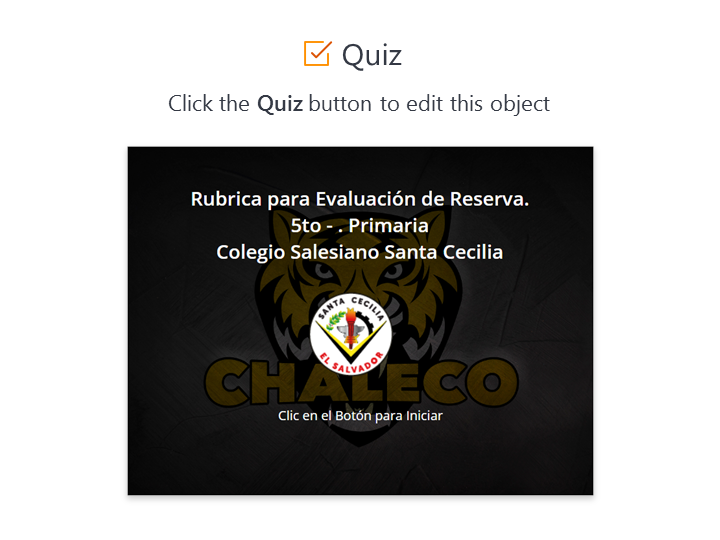 Quiz
Click the Quiz button to edit this object
Rubrica para Evaluación de Reserva.
5to - . Primaria
Colegio Salesiano Santa Cecilia
SANTA CECILIA
EL SALVADOR
CHALECO
Clic en el Botón para Iniciar